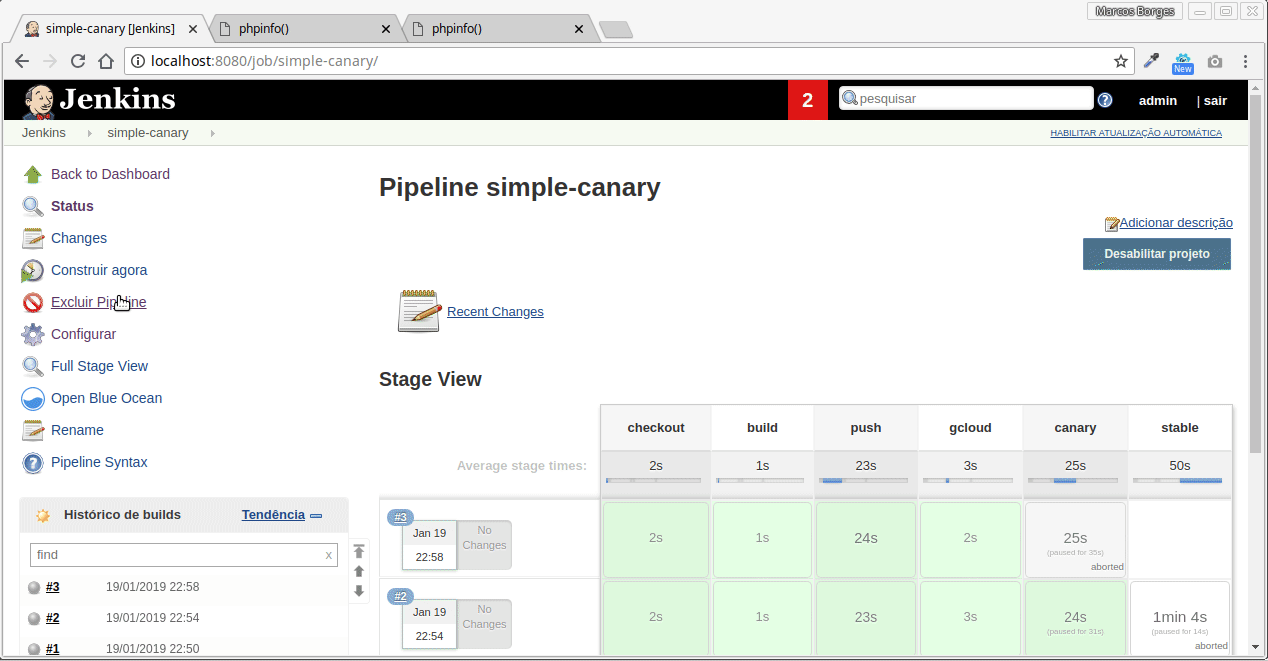 Marcos Borges
simple-canary [Jenkins]
phpinfo()
phpinfo()
localhost:8080/job/simple-canary/
New
Jenkins
2
pesquisar
admin
| sair
Jenkins
simple-canary
HABILITAR ATUALIZAÇÃO AUTOMÁTICA
Back to Dashboard
Status
Changes
Construir agora
Excluir Pipeline
Configurar
Full Stage View
Open Blue Ocean
Rename
Pipeline Syntax
Histórico de builds
Tendência
find
x
#3 19/01/2019 22:58
#2 19/01/2019 22:54
#1 19/01/2019 22:50
Pipeline simple-canary
Adicionar descrição
Desabilitar projeto
Recent Changes
Stage View
checkout build push gcloud canary stable
Average stage times: 2s 1s 23s 3s 25s 50s
#3
Jan 19
22:58
No
Changes
2s 1s 24s 2s 25s
(paused for 35s)
aborted
#2
Jan 19
22:54
No
Changes
2s 1s 23s 3s 24s 1min 4s
(paused for 31s) (paused for 14s)
aborted